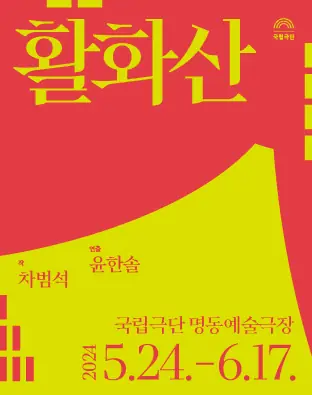 활화산
국립극단
작
차범석
연출
윤한솔
국립극단 명동예술극장
2024
5.24.-6.17.